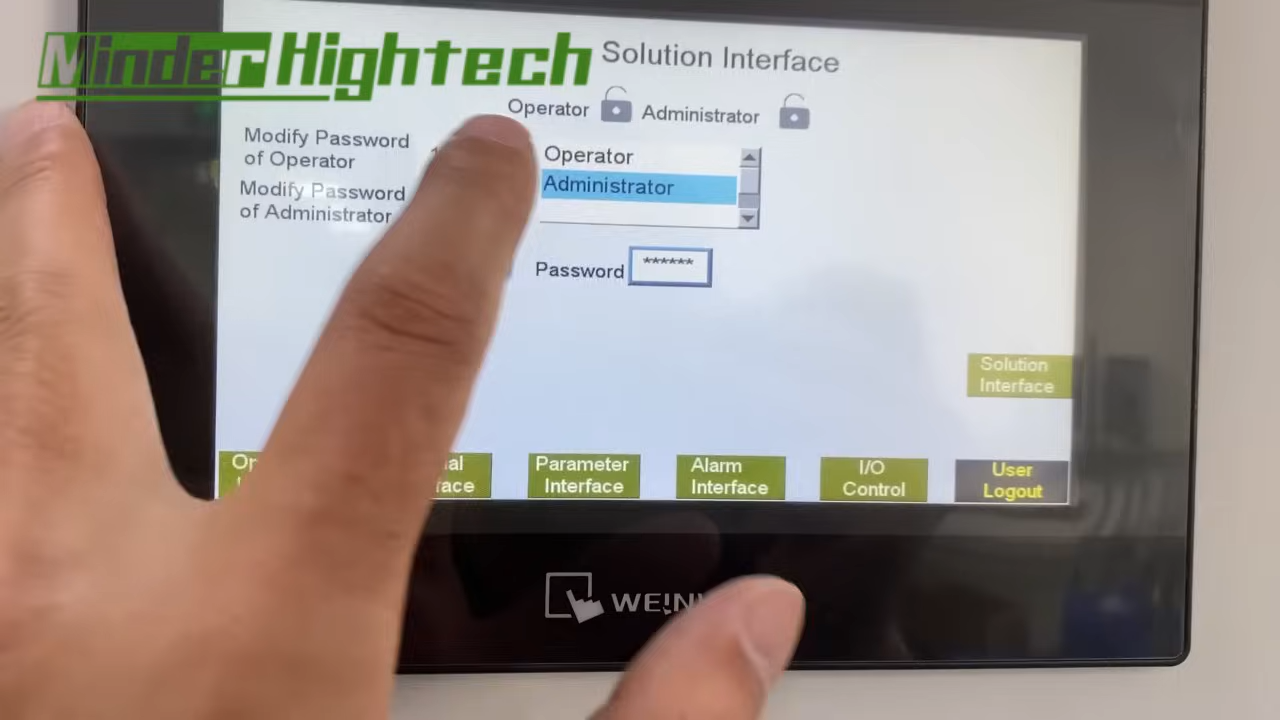 Minder Hightech
Solution Interface
Operator
Administrator
Modify Password
of Operator
Operator
Administrator
Modify Password
of Administrator
Password
******
Solution
Interface
Parameter
Interface
Alarm
Interface
I/O
Control
User
Logout